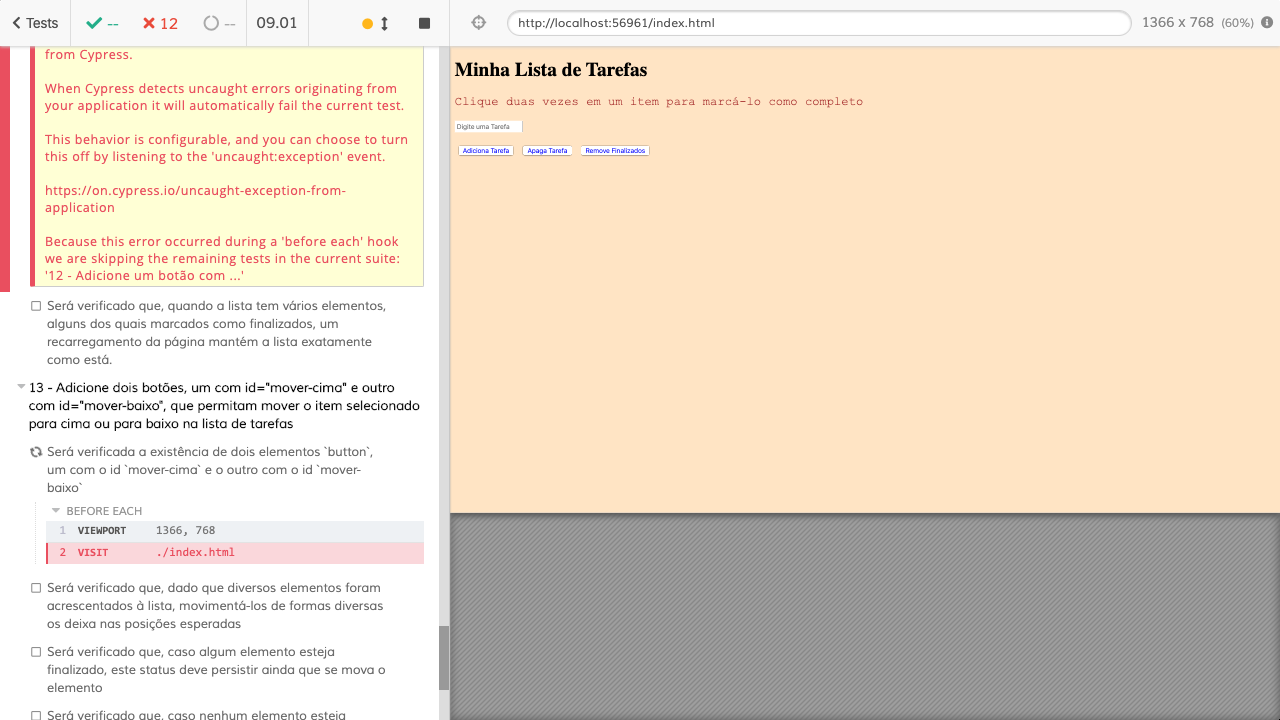 Tests
--
12
--
09.01
http://localhost:56961/index.html
1366 x 768 (60%)
from Cypress.
When Cypress detects uncaught errors originating from
your application it will automatically fail the current test.
This behavior is configurable, and you can choose to turn
this off by listening to the 'uncaught:exception' event.
https://on.cypress.io/uncaught-exception-from-
application
Because this error occurred during a 'before each' hook
we are skipping the remaining tests in the current suite:
'12 - Adicione um botão com ...'
Será verificado que, quando a lista tem vários elementos,
alguns dos quais marcados como finalizados, um
recarregamento da página mantém a lista exatamente
como está.
13 - Adicione dois botões, um com id="mover-cima" e outro
com id="mover-baixo", que permitam mover o item selecionado
para cima ou para baixo na lista de tarefas
Será verificada a existência de dois elementos `button`,
um com o id `mover-cima` e o outro com o id `mover-
baixo`
BEFORE EACH
1 VIEWPORT 1366, 768
2 VISIT ./index.html
Será verificado que, dado que diversos elementos foram
acrescentados à lista, movimentá-los de formas diversas
os deixa nas posições esperadas
Será verificado que, caso algum elemento esteja
finalizado, este status deve persistir ainda que se mova o
elemento
Será verificado que, caso nenhum elemento esteja
Minha Lista de Tarefas
Clique duas vezes em um item para marcá-lo como completo
Digite uma Tarefa
Adiciona Tarefa Apaga Tarefa Remove Finalizados